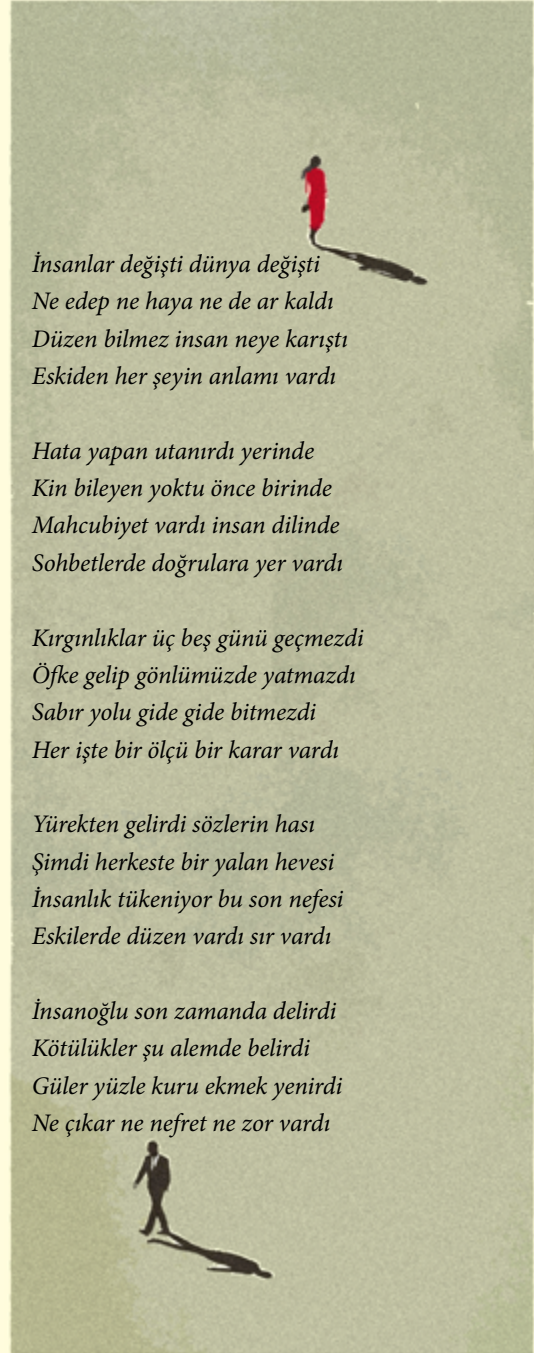 İnsanlar değişti dünya değişti
Ne edep ne haya ne de ar kaldı
Düzen bilmez insan neye karıştı
Eskiden her şeyin anlamı vardı
Hata yapan utanırdı yerinde
Kin bileyen yoktu önce birinde
Mahcubiyet vardı insan dilinde
Sohbetlerde doğrulara yer vardı
Kırgınlıklar üç beş günü geçmezdi
Öfke gelip gönlümüzde yatmazdı
Sabır yolu gide gide bitmezdi
Her işte bir ölçü bir karar vardı
Yürekten gelirdi sözlerin hası
Şimdi herkeste bir yalan hevesi
İnsanlık tükeniyor bu son nefesi
Eskilerde düzen vardı sır vardı
İnsanoğlu son zamanda delirdi
Kötülükler şu alemde belirdi
Güler yüzle kuru ekmek yenirdi
Ne çıkar ne nefret ne zor vardı